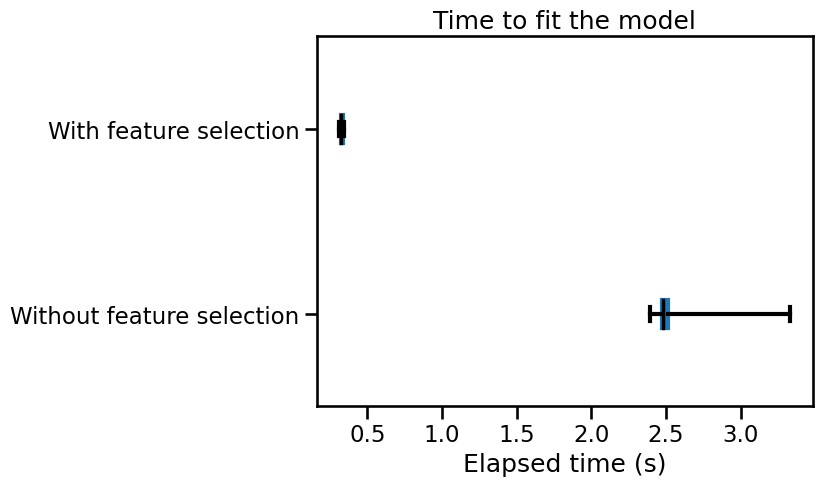 Time to fit the model
With feature selection
Without feature selection
0.5 1.0 1.5 2.0 2.5 3.0
Elapsed time (s)